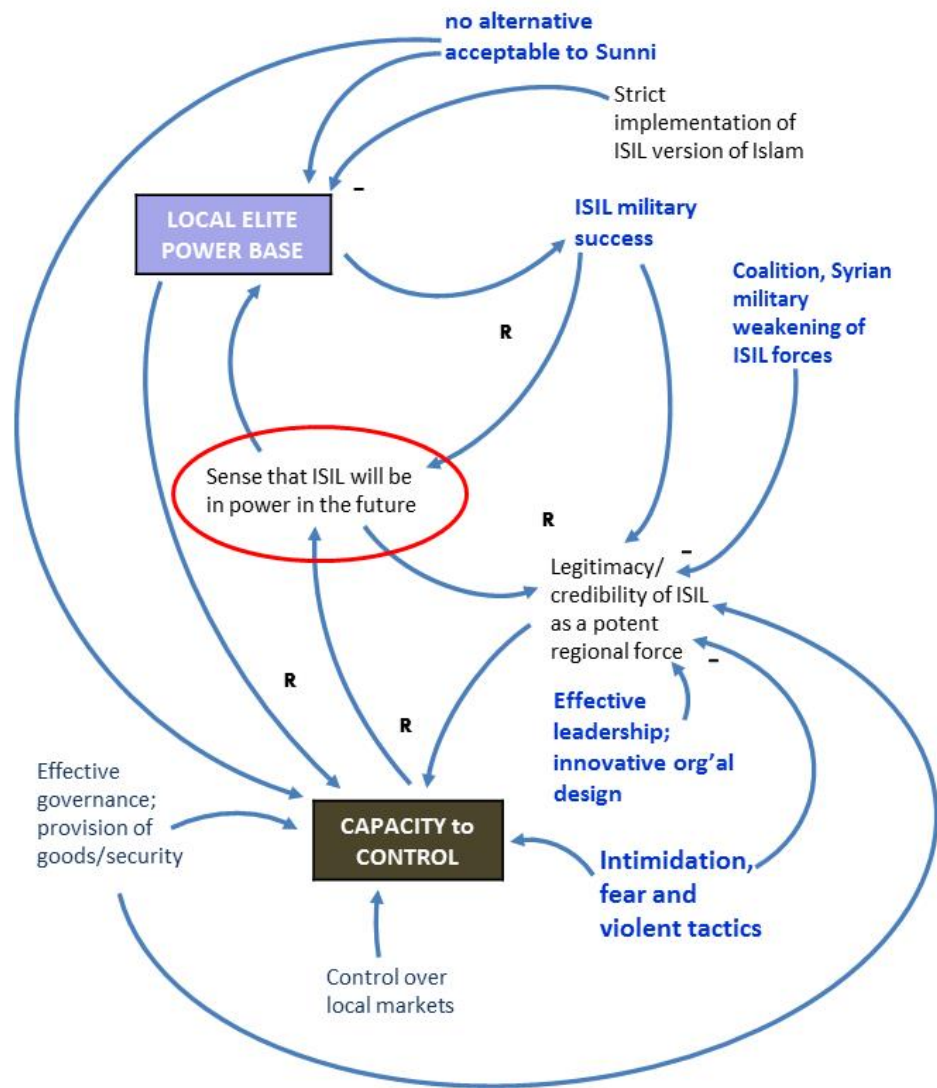 no alternative
acceptable to Sunni
Strict
implementation of
ISIL version of Islam
–
LOCAL ELITE
POWER BASE
ISIL military
success
Coalition, Syrian
military
weakening of
ISIL forces
R
Sense that ISIL will be
in power in the future
R
–
Legitimacy/
credibility of ISIL
as a potent
regional force
–
R
R
Effective
leadership;
innovative org’al
design
Effective
governance;
provision of
goods/security
CAPACITY to
CONTROL
Intimidation,
fear and
violent tactics
Control over
local markets